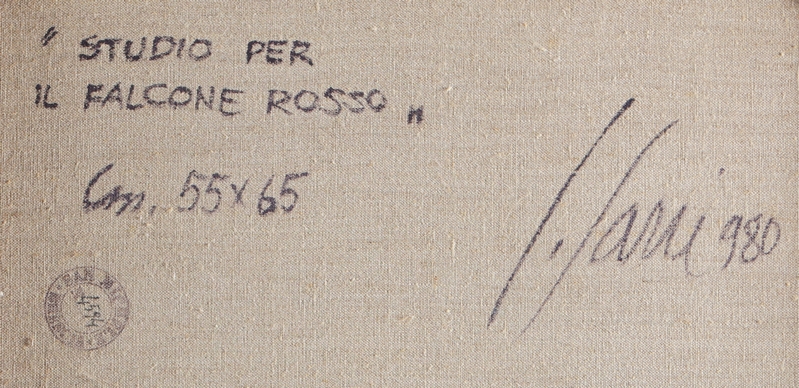 " STUDIO PER
IL FALCONE ROSSO "
Cm. 55x65
980